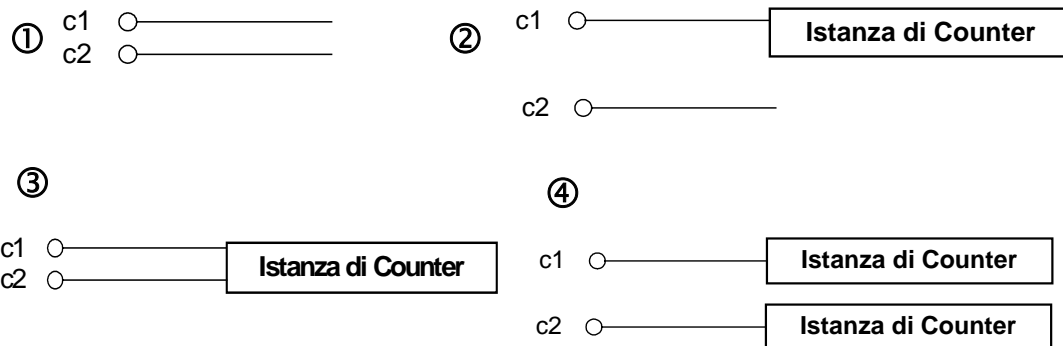 ① c1
c2
② c1 Istanza di Counter
c2
③
c1
c2 Istanza di Counter
④
c1 Istanza di Counter
c2 Istanza di Counter